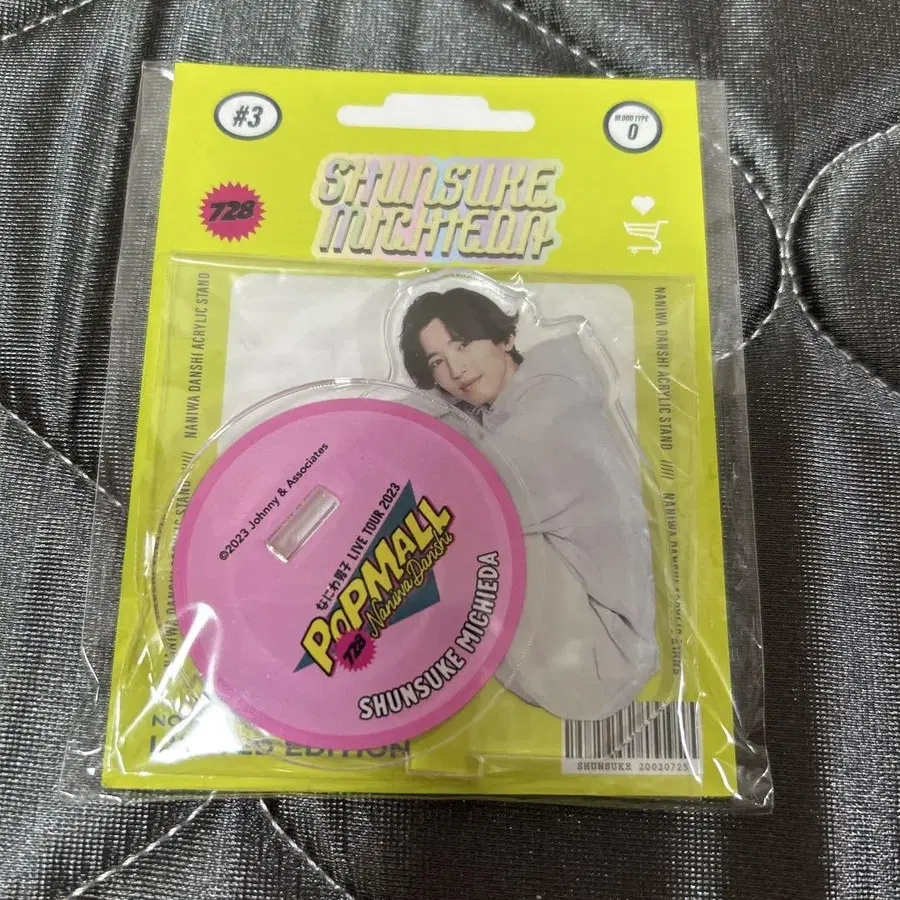 #3
BLOOD TYPE
O
728
SHUNSUKE
MICHIEDA
NANIWA DANSHI ACRYLIC STAND
NANIWA DANSHI ACRYLIC STAND /////
©2023 Johnny & Associates
なにわ男子 LIVE TOUR 2023
POPMALL
Naniwa Danshi
728
SHUNSUKE MICHIEDA
EDITION
SHUNSUKE 20020725